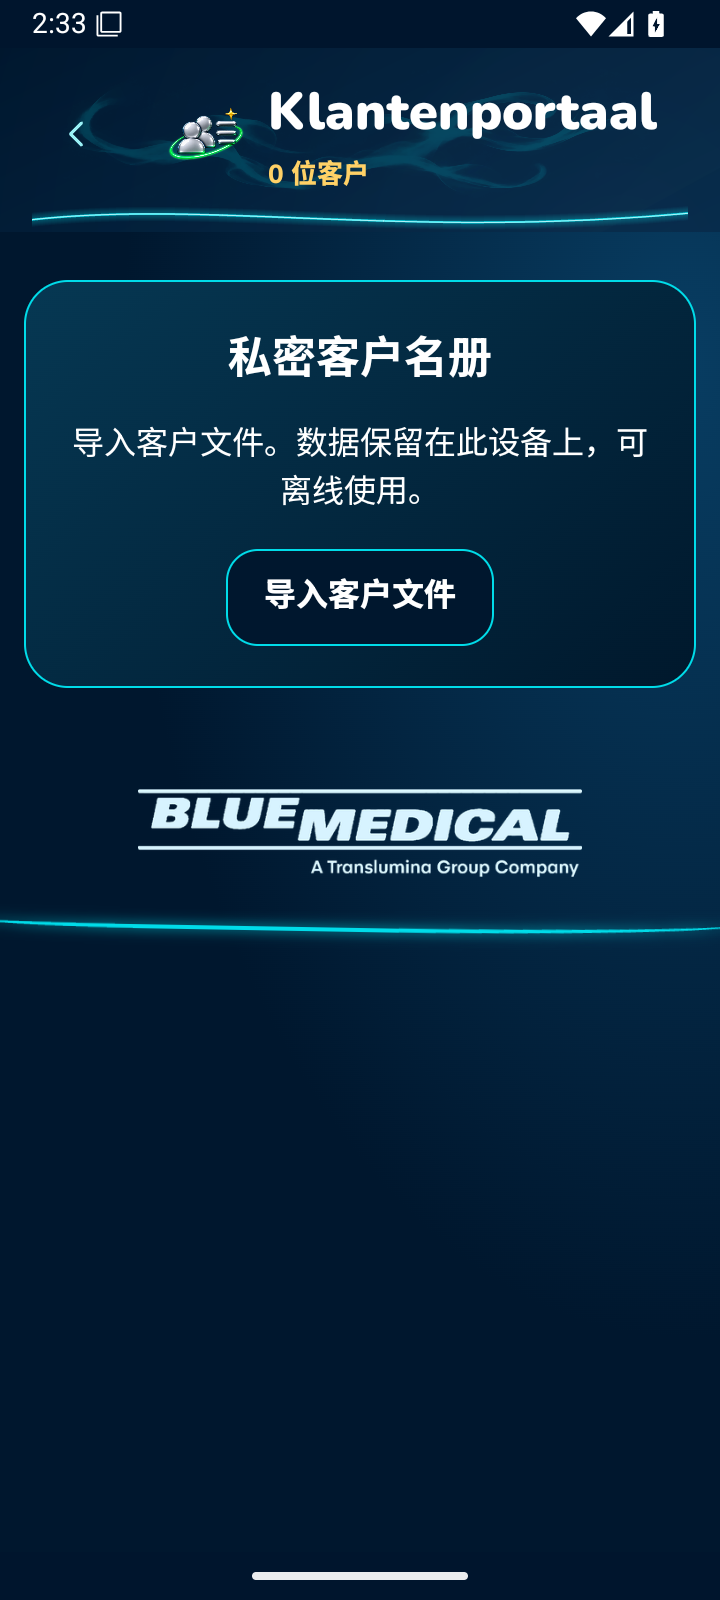 2:33
Klantenportaal
0 位客户
私密客户名册
导入客户文件。数据保留在此设备上，可
离线使用。
导入客户文件
BLUEMEDICAL
A Translumina Group Company